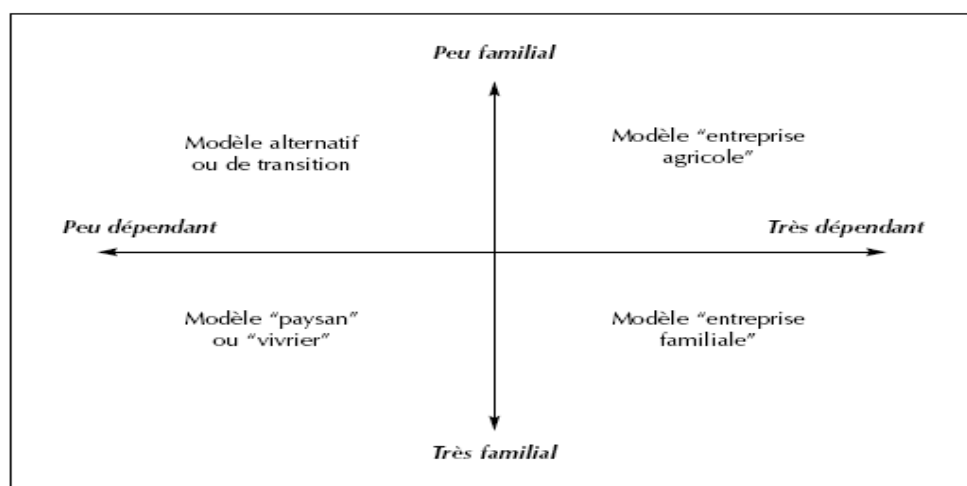 Peu familial
Modèle alternatif
ou de transition
Modèle “entreprise
agricole”
Peu dépendant
Très dépendant
Modèle “paysan”
ou “vivrier”
Modèle “entreprise
familiale”
Très familial